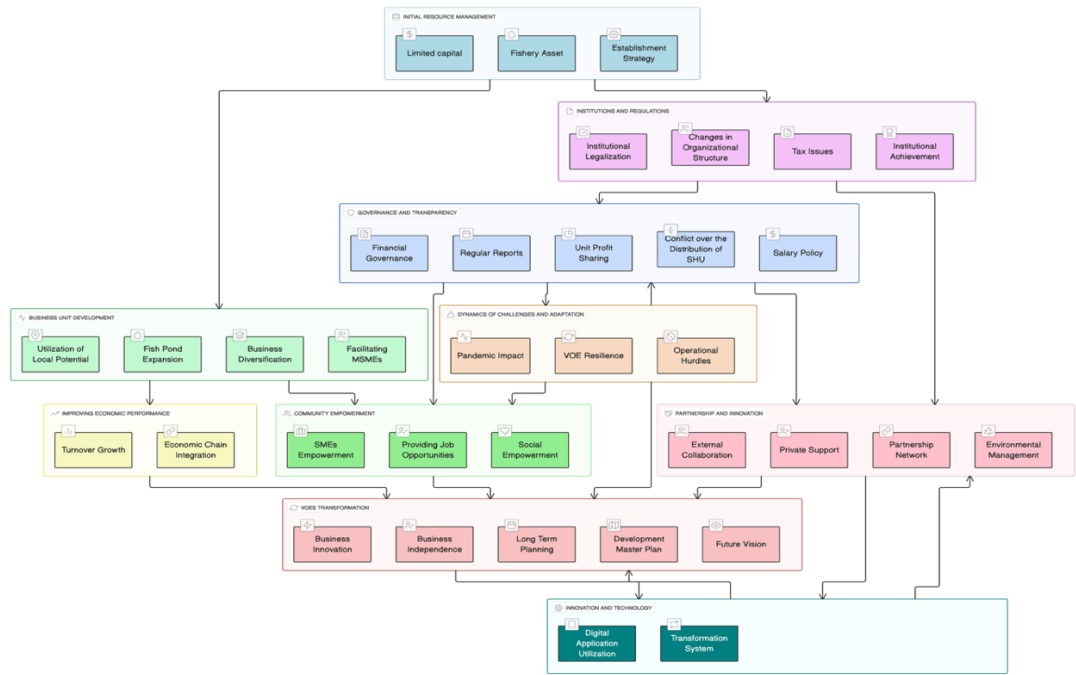 INITIAL RESOURCE MANAGEMENT
Limited capital
Fishery Asset
Establishment
Strategy
INSTITUTIONS AND REGULATIONS
Institutional
Legalization
Changes in
Organizational
Structure
Tax Issues
Institutional
Achievement
GOVERNANCE AND TRANSPARENCY
Financial
Governance
Regular Reports
Unit Profit
Sharing
Conflict over the
Distribution of
SHU
Salary Policy
BUSINESS UNIT DEVELOPMENT
Utilization of
Local Potential
Fish Pond
Expansion
Business
Diversification
Facilitating
MSMEs
DYNAMICS OF CHALLENGES AND ADAPTATION
Pandemic Impact
VOE Resilience
Operational
Hurdles
IMPROVING ECONOMIC PERFORMANCE
Turnover Growth
Economic Chain
Integration
COMMUNITY EMPOWERMENT
SMEs
Empowerment
Providing Job
Opportunities
Social
Empowerment
PARTNERSHIP AND INNOVATION
External
Collaboration
Private Support
Partnership
Network
Environmental
Management
VOES TRANSFORMATION
Business
Innovation
Business
Independence
Long Term
Planning
Development
Master Plan
Future Vision
INNOVATION AND TECHNOLOGY
Digital
Application
Utilization
Transformation
System